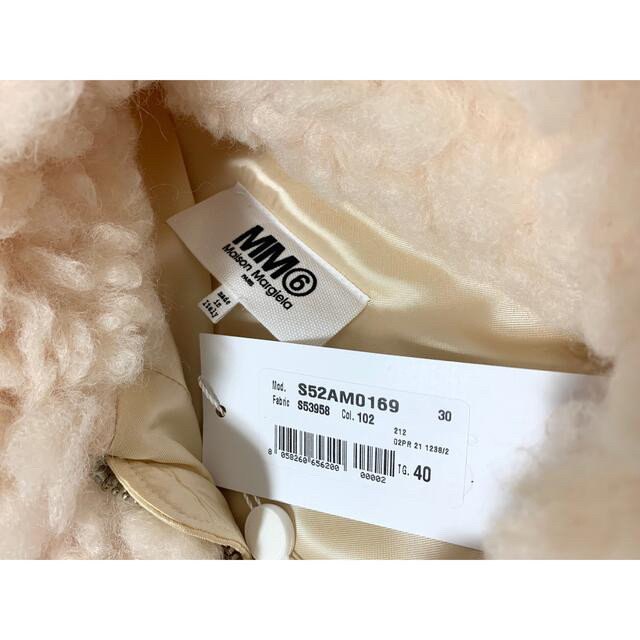 MM⑥
Maison Margiela
PARIS
made
in
Italy
Mod. S52AM0169 30
Fabric S53958 Col. 102
212
D2PR 21 1238/2
8 058260 656200 00002
TG. 40